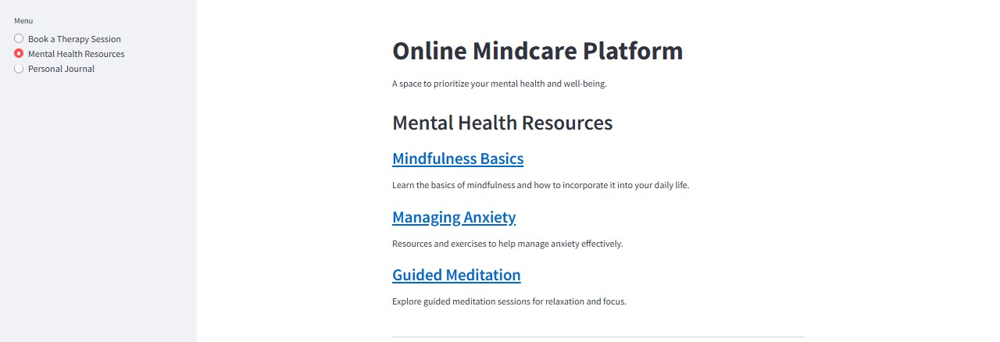 Menu
Book a Therapy Session
Mental Health Resources
Personal Journal
Online Mindcare Platform
A space to prioritize your mental health and well-being.
Mental Health Resources
Mindfulness Basics
Learn the basics of mindfulness and how to incorporate it into your daily life.
Managing Anxiety
Resources and exercises to help manage anxiety effectively.
Guided Meditation
Explore guided meditation sessions for relaxation and focus.